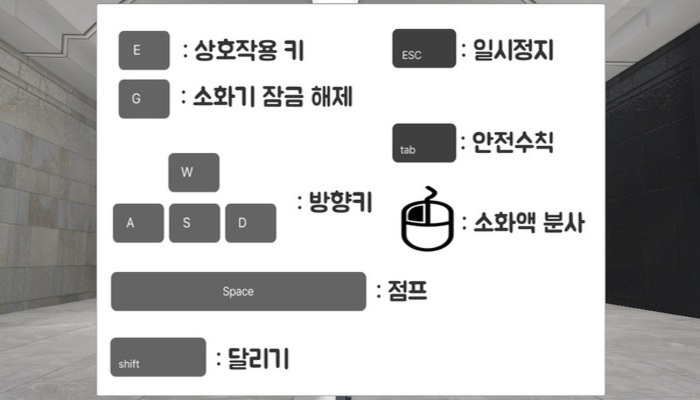 E : 상호작용 키
ESC : 일시정지
G : 소화기 잠금 해제
tab : 안전수칙
W
A S D : 방향키
: 소화액 분사
Space : 점프
shift : 달리기